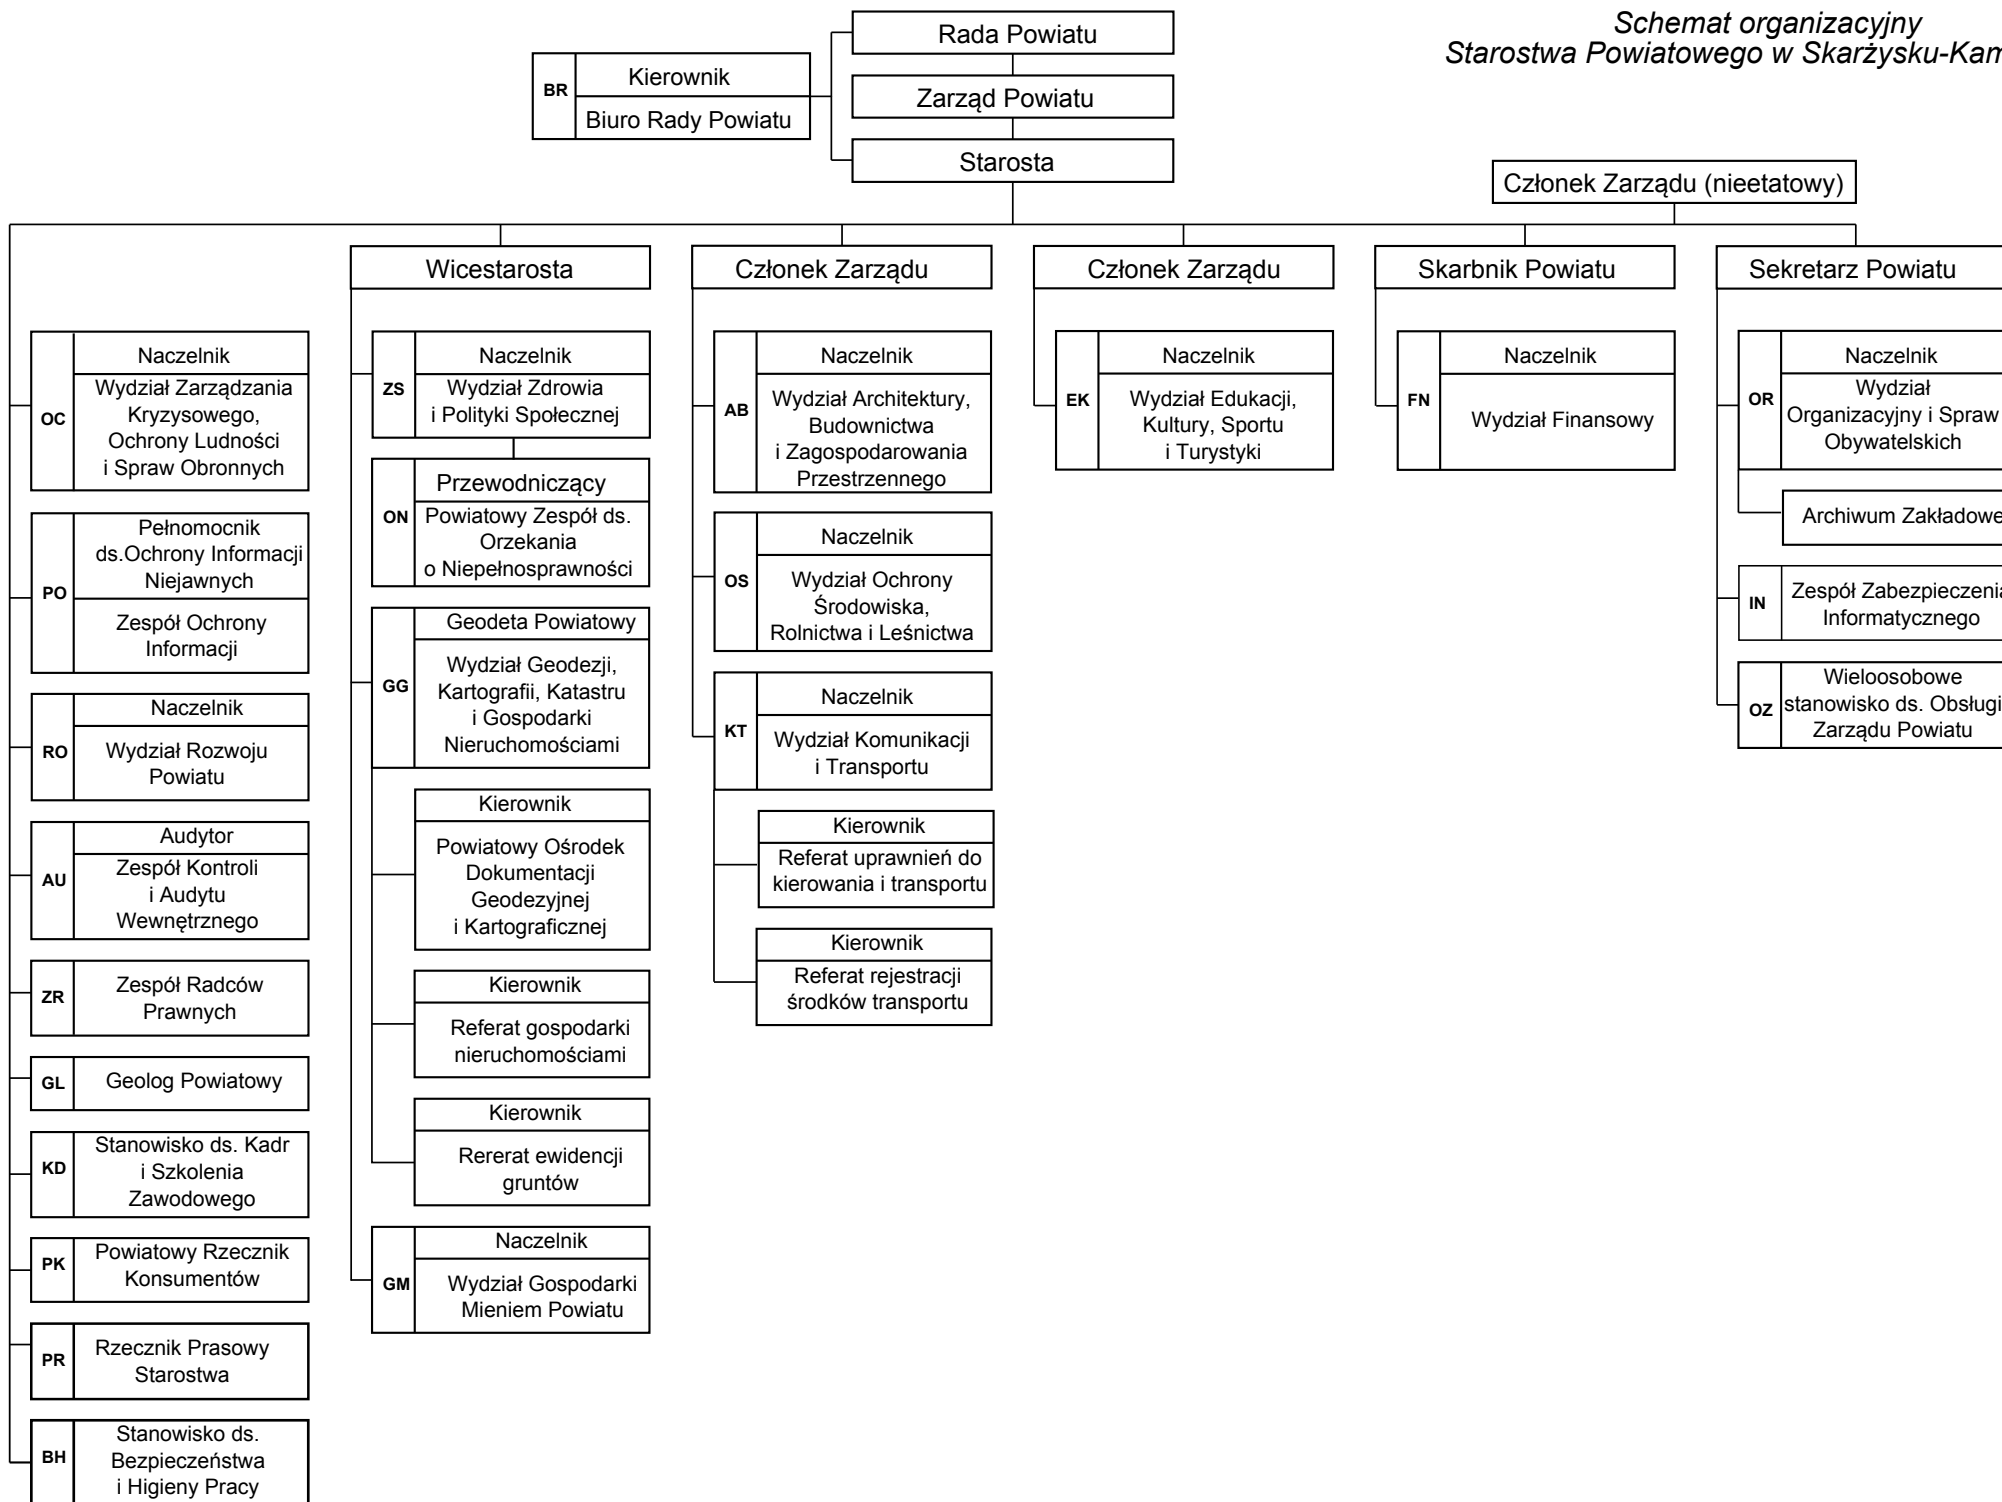 Schemat organizacyjny
Starostwa Powiatowego w Skarżysku-Kam
Rada Powiatu
BR
Kierownik
Biuro Rady Powiatu
Zarząd Powiatu
Starosta
Członek Zarządu (nieetatowy)
Wicestarosta
Członek Zarządu
Członek Zarządu
Skarbnik Powiatu
Sekretarz Powiatu
OC
Naczelnik
Wydział Zarządzania
Kryzysowego,
Ochrony Ludności
i Spraw Obronnych
PO
Pełnomocnik
ds.Ochrony Informacji
Niejawnych
Zespół Ochrony
Informacji
RO
Naczelnik
Wydział Rozwoju
Powiatu
AU
Audytor
Zespół Kontroli
i Audytu
Wewnętrznego
ZR
Zespół Radców
Prawnych
GL
Geolog Powiatowy
KD
Stanowisko ds. Kadr
i Szkolenia
Zawodowego
PK
Powiatowy Rzecznik
Konsumentów
PR
Rzecznik Prasowy
Starostwa
BH
Stanowisko ds.
Bezpieczeństwa
i Higieny Pracy
ZS
Naczelnik
Wydział Zdrowia
i Polityki Społecznej
ON
Przewodniczący
Powiatowy Zespół ds.
Orzekania
o Niepełnosprawności
GG
Geodeta Powiatowy
Wydział Geodezji,
Kartografii, Katastru
i Gospodarki
Nieruchomościami
Kierownik
Powiatowy Ośrodek
Dokumentacji
Geodezyjnej
i Kartograficznej
Kierownik
Referat gospodarki
nieruchomościami
Kierownik
Rererat ewidencji
gruntów
GM
Naczelnik
Wydział Gospodarki
Mieniem Powiatu
AB
Naczelnik
Wydział Architektury,
Budownictwa
i Zagospodarowania
Przestrzennego
OS
Naczelnik
Wydział Ochrony
Środowiska,
Rolnictwa i Leśnictwa
KT
Naczelnik
Wydział Komunikacji
i Transportu
Kierownik
Referat uprawnień do
kierowania i transportu
Kierownik
Referat rejestracji
środków transportu
EK
Naczelnik
Wydział Edukacji,
Kultury, Sportu
i Turystyki
FN
Naczelnik
Wydział Finansowy
OR
Naczelnik
Wydział
Organizacyjny i Spraw
Obywatelskich
Archiwum Zakładowe
IN
Zespół Zabezpieczenia
Informatycznego
OZ
Wieloosobowe
stanowisko ds. Obsługi
Zarządu Powiatu